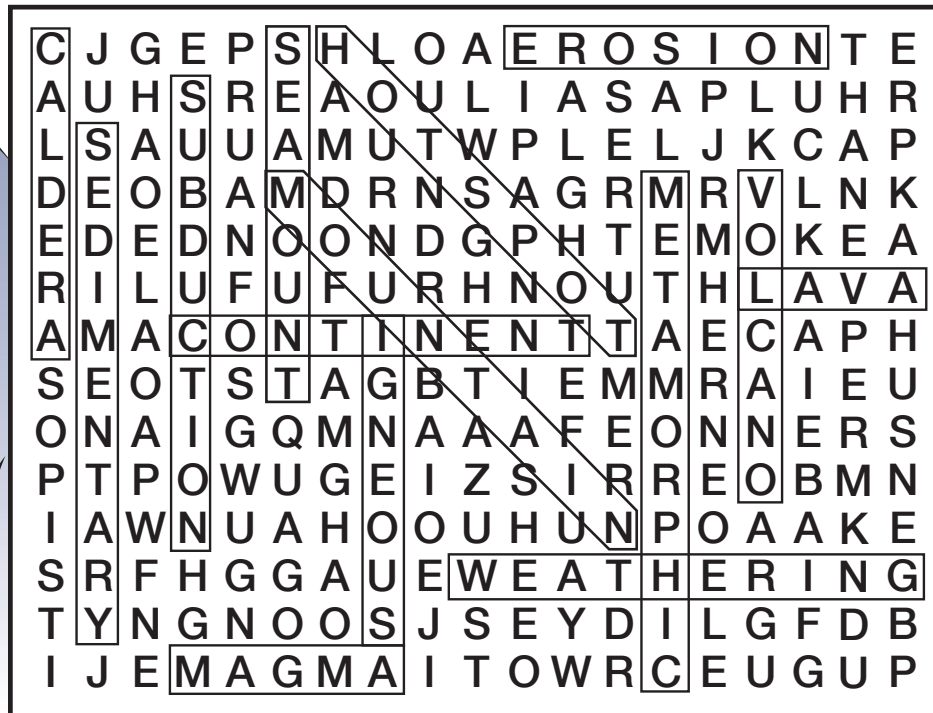 C J G E P S H L O A E R O S I O N T E
A U H S R E A O U L I A S A P L U H R
L S A U U A M U T W P L E L J K C A P
D E O B A M D R N S A G R M R V L N K
E D E D N O O N D G P H T E M O K E A
R I L U F U F U R H N O U T H L A V A
A M A C O N T I N E N T T A E C A P H
S E O T S T A G B T I E M M R A I E U
O N A I G Q M N A A A F E O N N E R S
P T P O W U G E I Z S I R R E O B M N
I A W N U A H O O U H U N P O A A K E
S R F H G G A U E W E A T H E R I N G
T Y N G N O O S J S E Y D I L G F D B
I J E M A G M A I T O W R C E U G U P